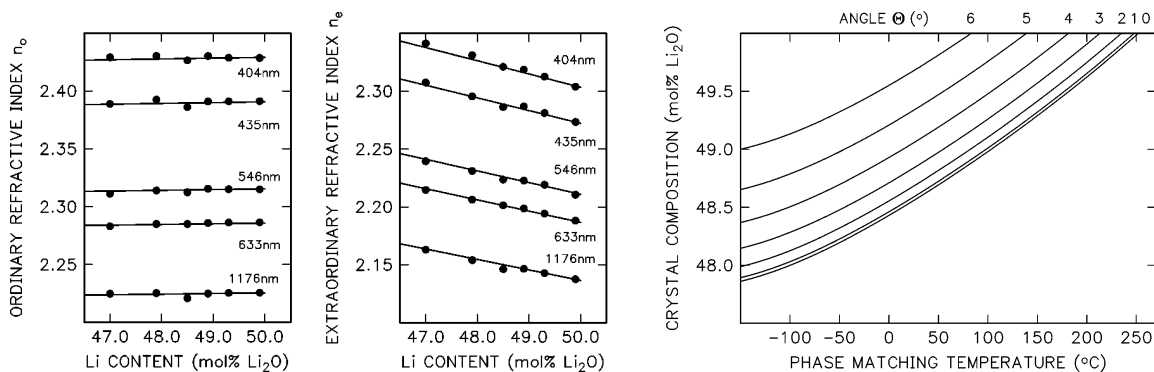 ORDINARY REFRACTIVE INDEX nₒ
2.40
2.35
2.30
2.25
404nm
435nm
546nm
633nm
1176nm
47.0 48.0 49.0 50.0
Li CONTENT (mol% Li₂O)
EXTRAORDINARY REFRACTIVE INDEX nₑ
2.30
2.25
2.20
2.15
404nm
435nm
546nm
633nm
1176nm
47.0 48.0 49.0 50.0
Li CONTENT (mol% Li₂O)
ANGLE Θ (°) 6 5 4 3 2 1 0
CRYSTAL COMPOSITION (mol% Li₂O)
49.5
49.0
48.5
48.0
−100 −50 0 50 100 150 200 250
PHASE MATCHING TEMPERATURE (°C)